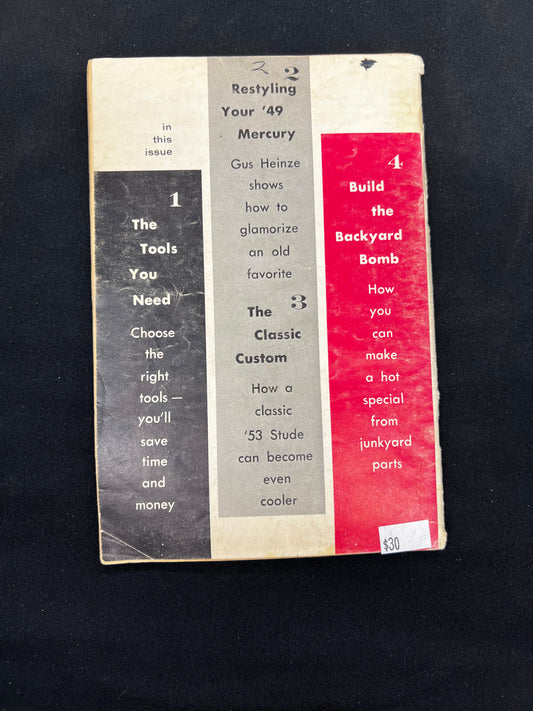 in
this
issue
1
The
Tools
You
Need
Choose
the
right
tools —
you'll
save
time
and
money
2
2
Restyling
Your '49
Mercury
Gus Heinze
shows
how to
glamorize
an old
favorite
3
The
Classic
Custom
How a
classic
'53 Stude
can become
even
cooler
4
Build
the
Backyard
Bomb
How
you
can
make
a hot
special
from
junkyard
parts
$30